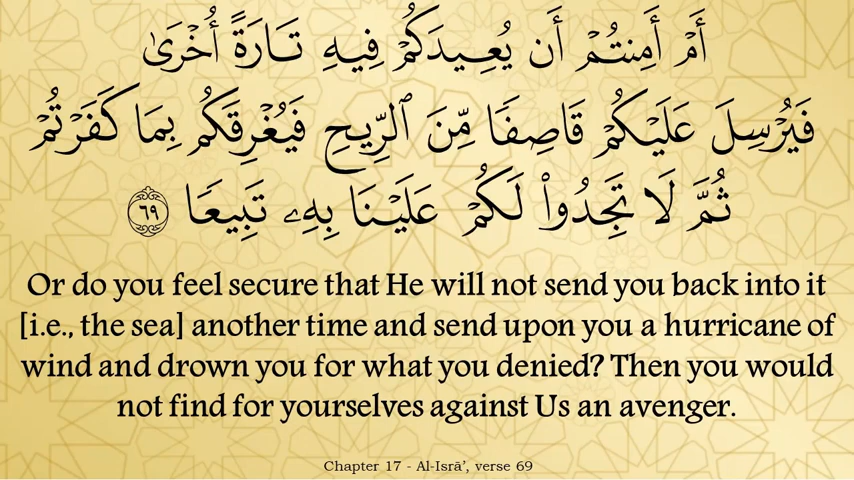 أَمْ أَمِنتُمْ أَن يُعِيدَكُمْ فِيهِ تَارَةً أُخْرَىٰ
فَيُرْسِلَ عَلَيْكُمْ قَاصِفًا مِّنَ ٱلرِّيحِ فَيُغْرِقَكُم بِمَا كَفَرْتُمْ
ثُمَّ لَا تَجِدُوا۟ لَكُمْ عَلَيْنَا بِهِۦ تَبِيعًا ٦٩
Or do you feel secure that He will not send you back into it
[i.e., the sea] another time and send upon you a hurricane of
wind and drown you for what you denied? Then you would
not find for yourselves against Us an avenger.
Chapter 17 - Al-Isrā’, verse 69